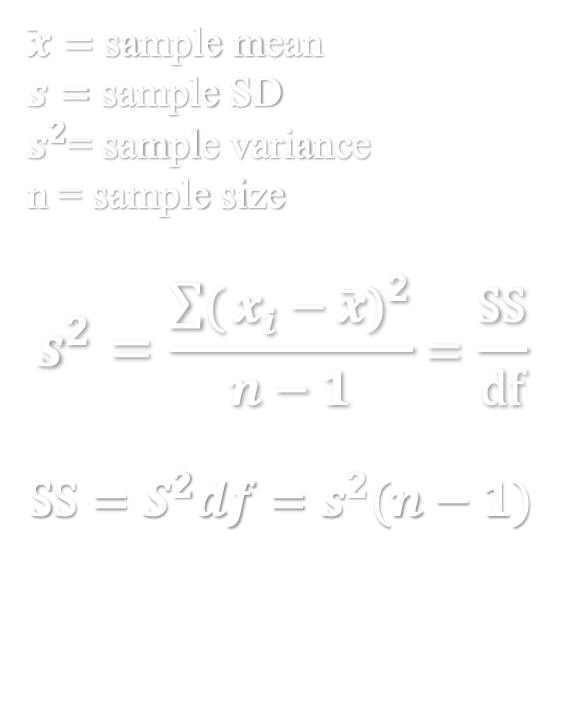 x̄ = sample mean
s = sample SD
s²= sample variance
n = sample size
s² = ∑( xᵢ − x̄)² / n − 1 = SS / df
SS = S²df = s²(n − 1)